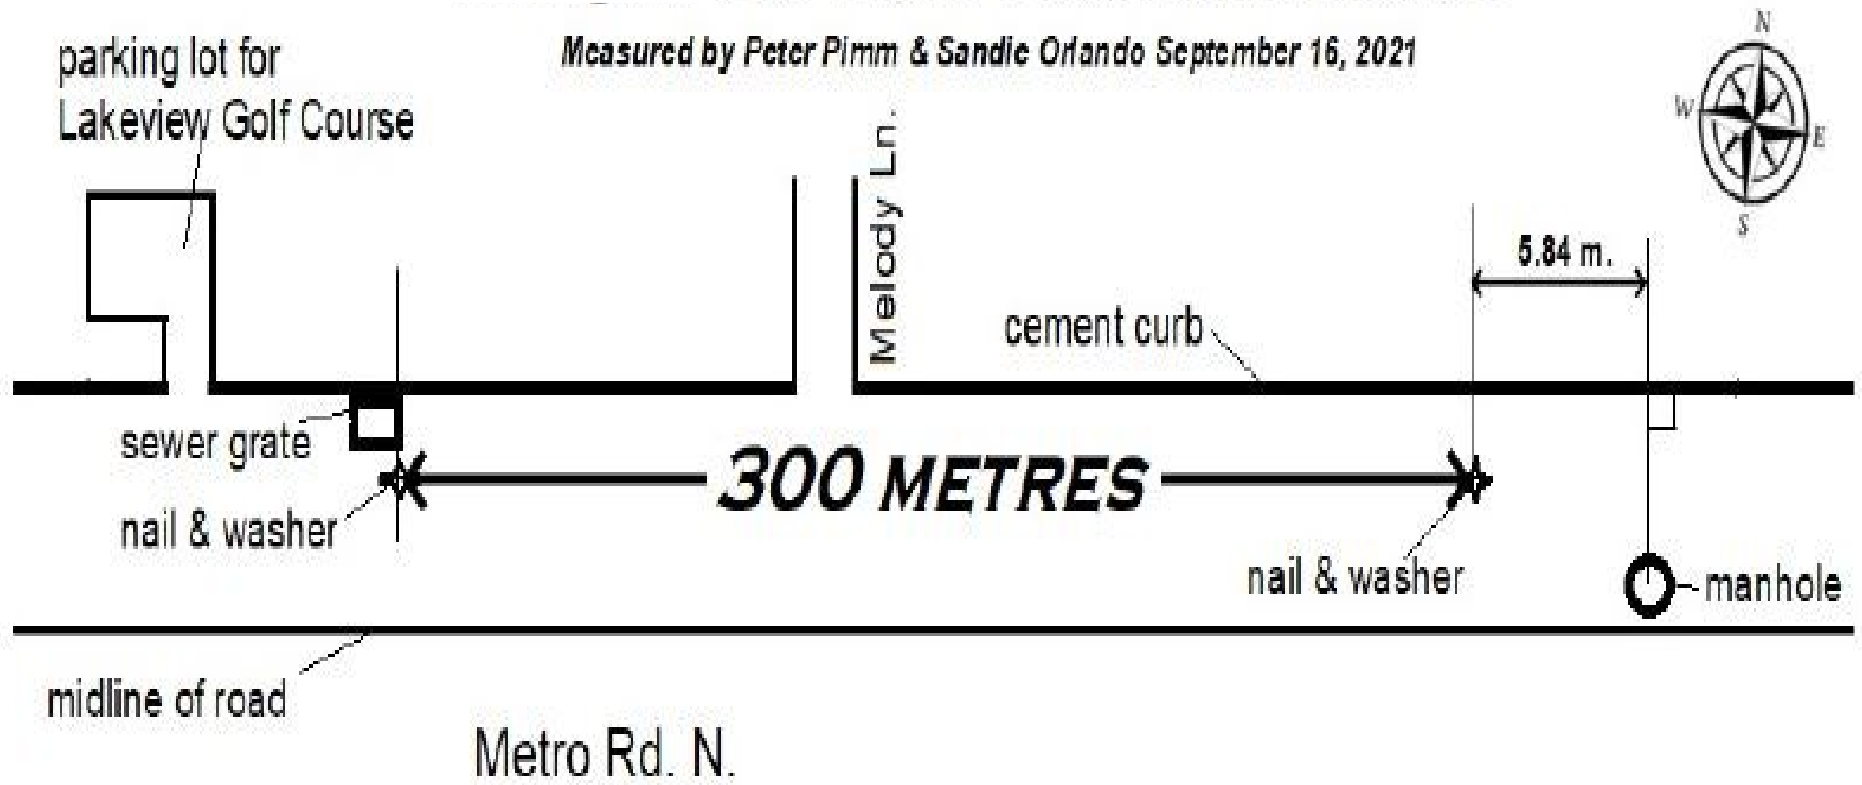 Measured by Peter Pimm & Sandie Orlando September 16, 2021
parking lot for
Lakeview Golf Course
N
W
E
S
Melody Ln.
5.84 m.
cement curb
sewer grate
300 METRES
nail & washer
nail & washer
manhole
midline of road
Metro Rd. N.